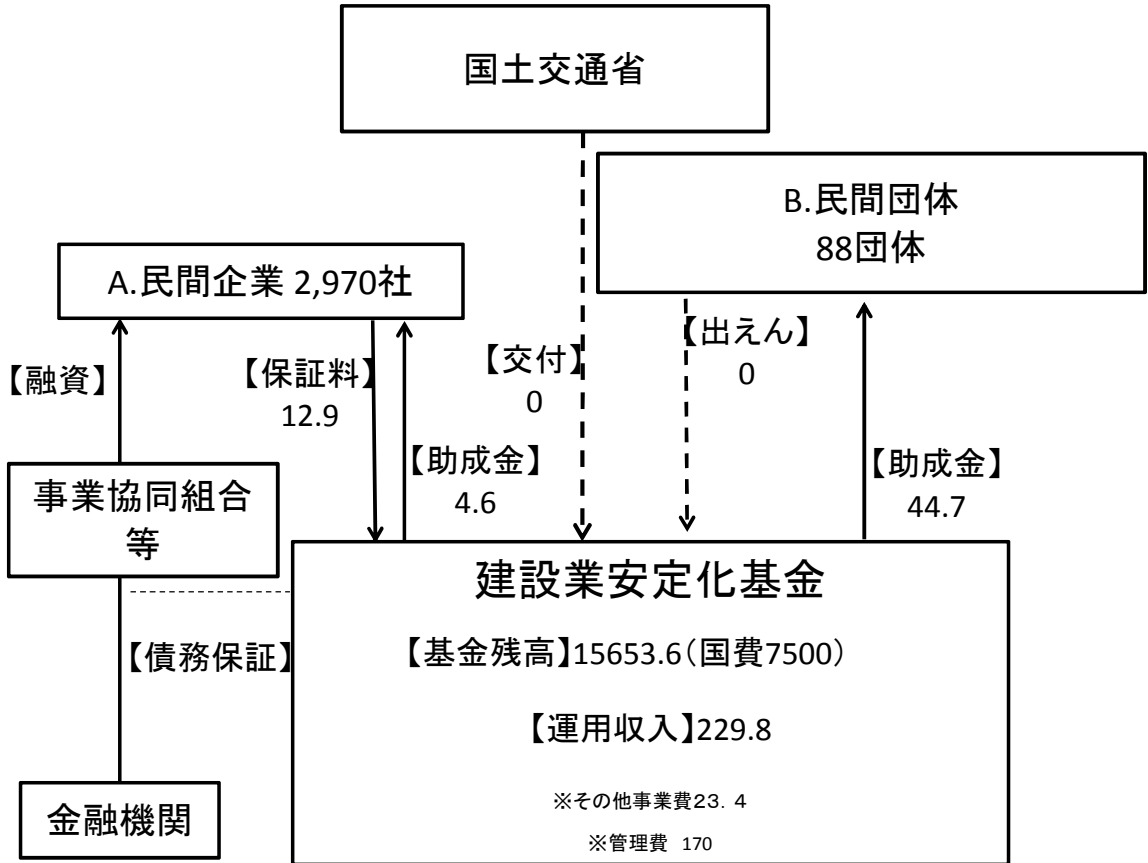 国土交通省
B.民間団体
88団体
A.民間企業 2,970社
【融資】
【保証料】
12.9
【助成金】
4.6
【交付】
0
【出えん】
0
【助成金】
44.7
事業協同組合
等
【債務保証】
金融機関
建設業安定化基金
【基金残高】15653.6(国費7500)
【運用収入】229.8
※その他事業費23.4
※管理費 170